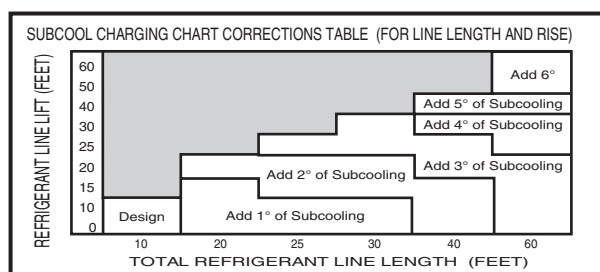 SUBCOOL CHARGING CHART CORRECTIONS TABLE (FOR LINE LENGTH AND RISE)
REFRIGERANT LINE LIFT (FEET)
60
50
40
30
25
20
15
10
0
Add 6°
Add 5° of Subcooling
Add 4° of Subcooling
Add 3° of Subcooling
Add 2° of Subcooling
Design
Add 1° of Subcooling
10 20 25 30 40 60
TOTAL REFRIGERANT LINE LENGTH (FEET)